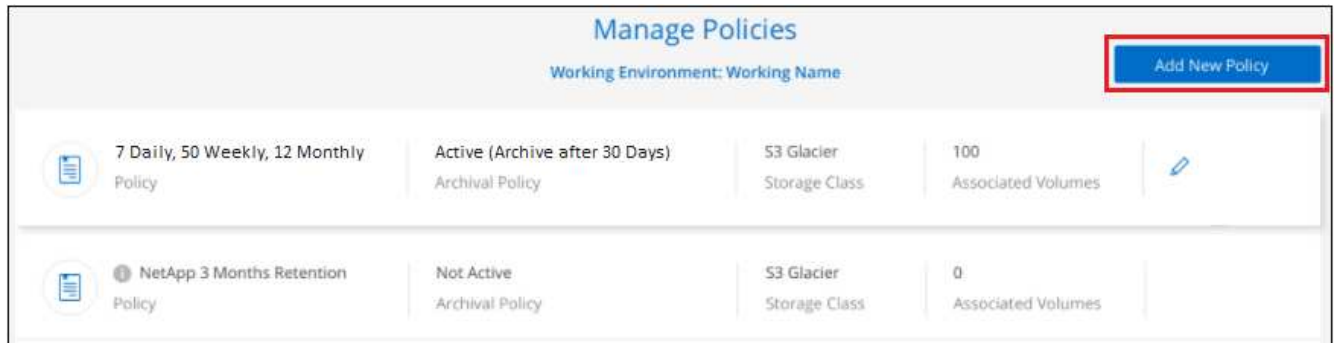 Manage Policies
Working Environment: Working Name
Add New Policy
7 Daily, 50 Weekly, 12 Monthly
Policy
Active (Archive after 30 Days)
Archival Policy
S3 Glacier
Storage Class
100
Associated Volumes
NetApp 3 Months Retention
Policy
Not Active
Archival Policy
S3 Glacier
Storage Class
0
Associated Volumes